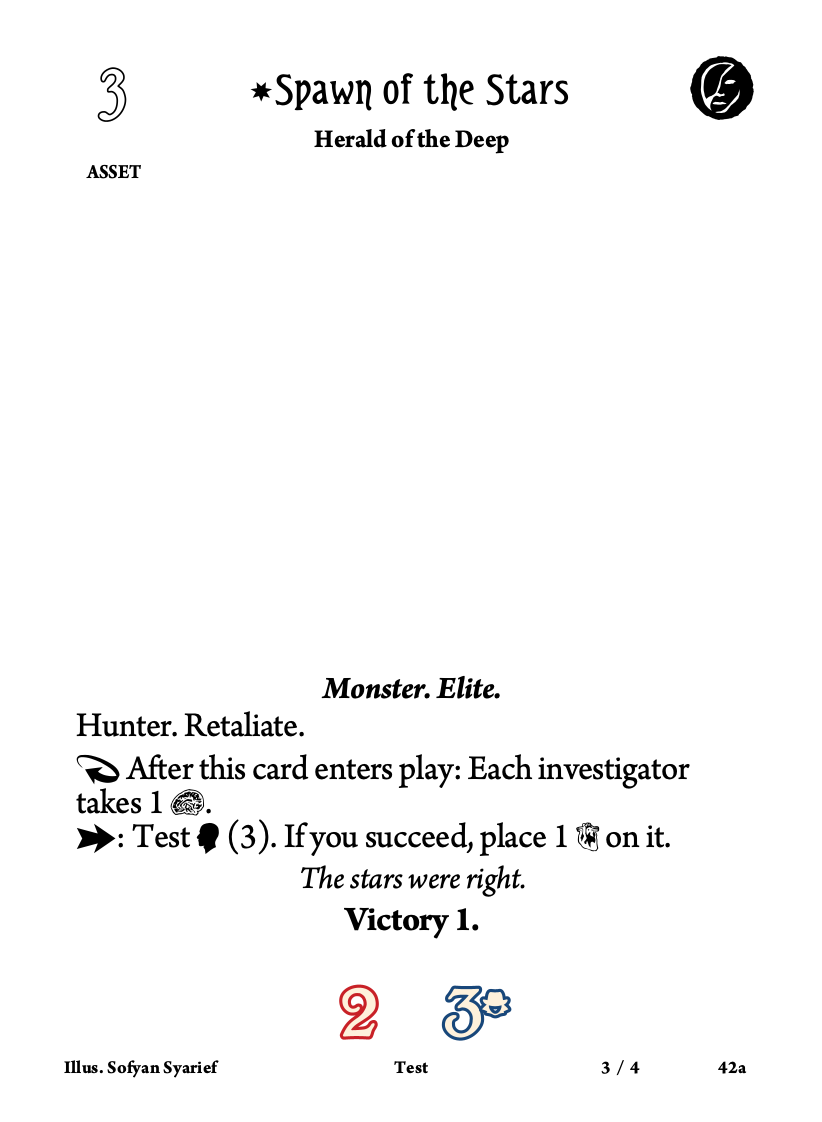 3
Spawn of the Stars
Herald of the Deep
ASSET
Monster. Elite.
Hunter. Retaliate.
After this card enters play: Each investigator
takes 1 .
: Test (3). If you succeed, place 1 on it.
The stars were right.
Victory 1.
2 3
Illus. Sofyan Syarief Test 3 / 4 42a